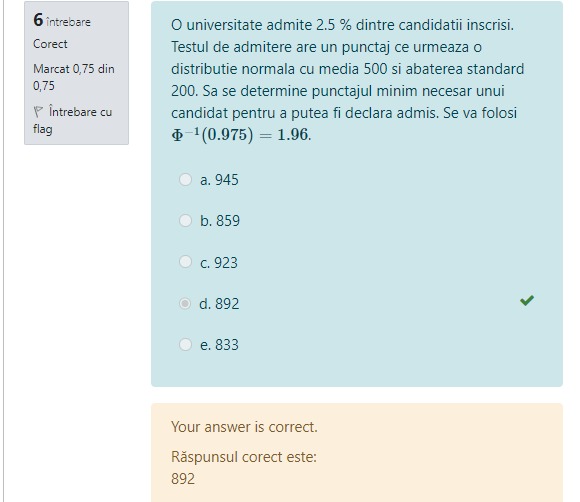 6 Întrebare
Corect
Marcat 0,75 din
0,75
Întrebare cu
flag
O universitate admite 2.5 % dintre candidatii inscrisi.
Testul de admitere are un punctaj ce urmeaza o
distributie normala cu media 500 si abaterea standard
200. Sa se determine punctajul minim necesar unui
candidat pentru a putea fi declara admis. Se va folosi
Φ⁻¹(0.975) = 1.96.
a. 945
b. 859
c. 923
d. 892
e. 833
Your answer is correct.
Răspunsul corect este:
892